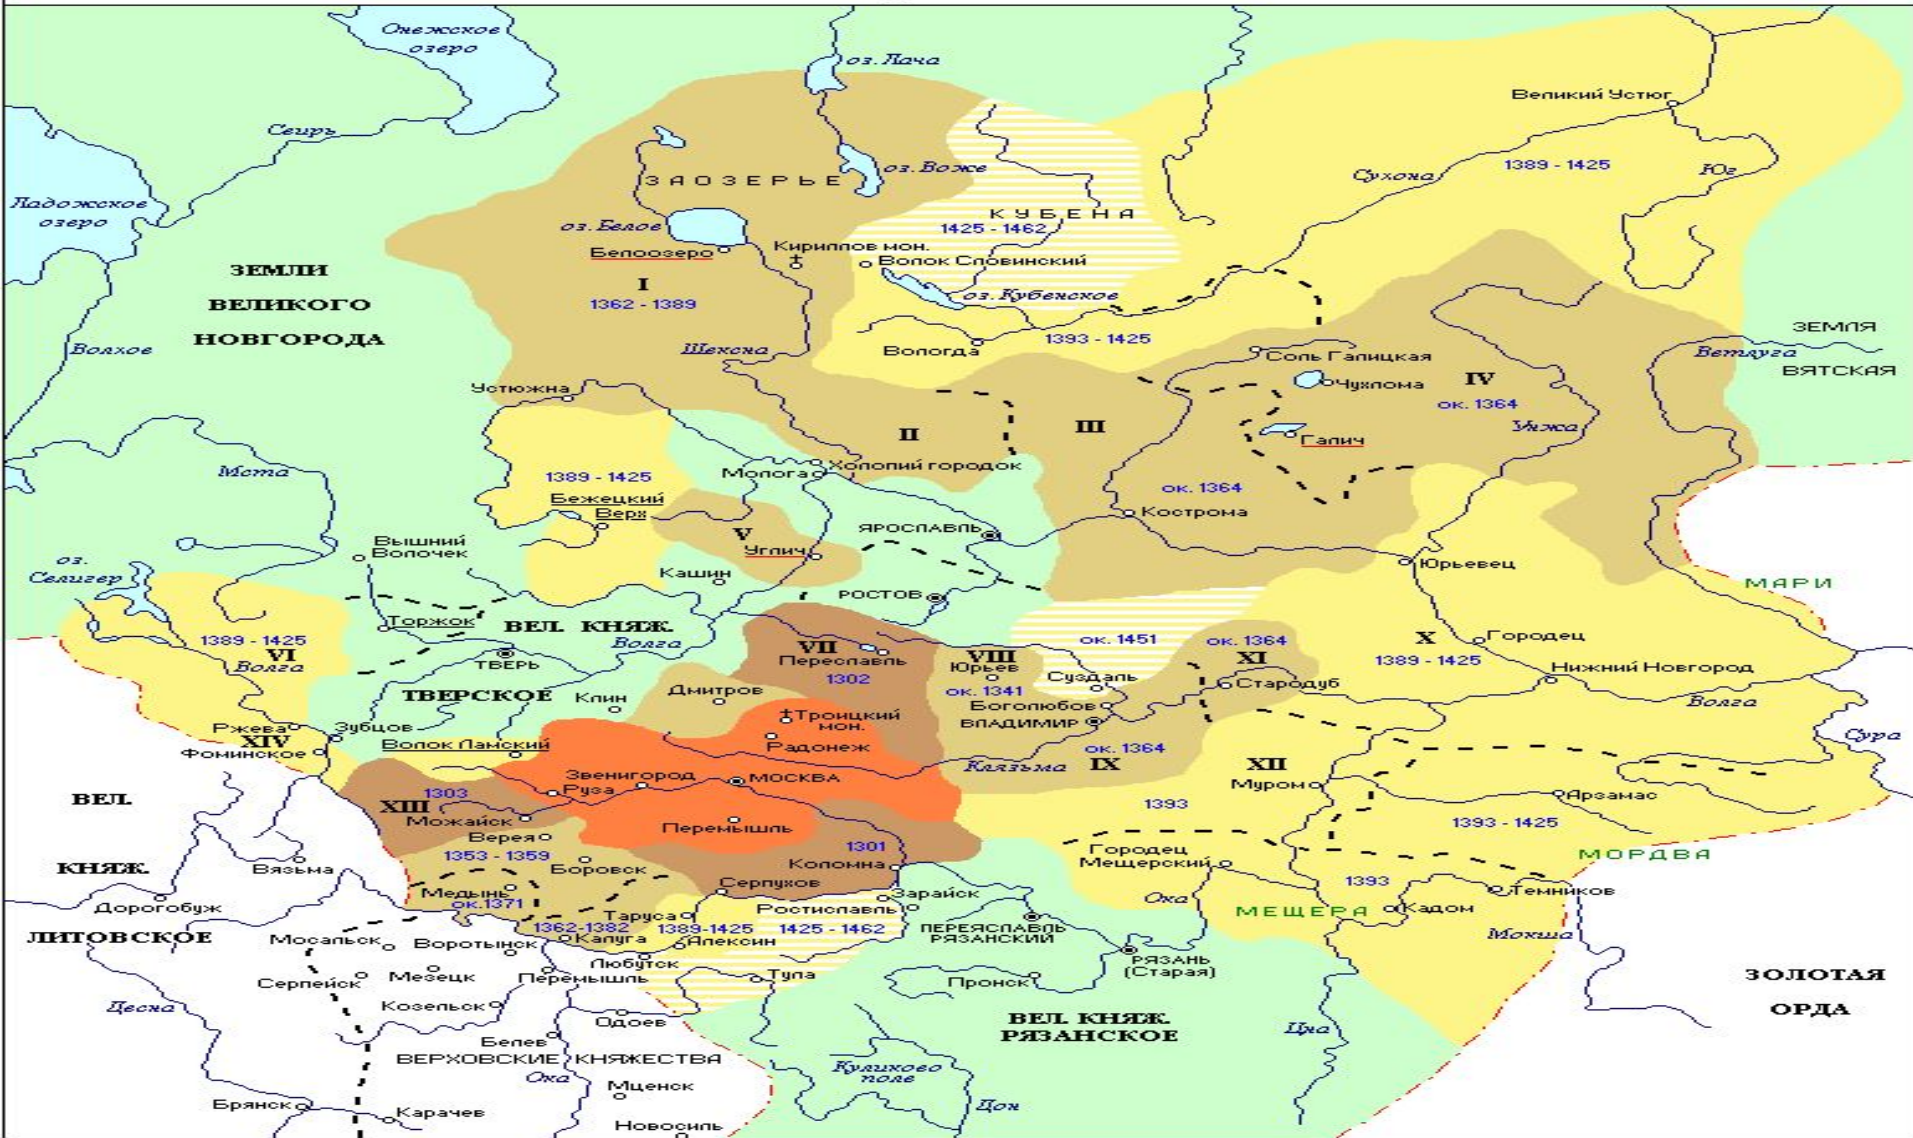 Онежское
озеро
оз. Лача
Великий Устюг
Свирь
1389 - 1425
оз. Воже
Сухона
Юг
ЗАОЗЕРЬЕ
Ладожское
озеро
КУБЕНА
1425 - 1462
оз. Белое
Белоозеро
Кириллов мон.
Волок Словинский
ЗЕМЛИ
ВЕЛИКОГО
НОВГОРОДА
I
1362 - 1389
оз. Кубенское
ЗЕМЛЯ
ВЯТСКАЯ
Волхов
Шексна
Вологда
1393 - 1425
Соль Галицкая
Ветлуга
Чухлома
IV
ок. 1364
Устюжна
II
III
Унжа
Галич
Мста
1389 - 1425
Бежецкий
Верх
Молога
Холопий городок
ок. 1364
Кострома
V
Углич
ЯРОСЛАВЛЬ
Вышний
Волочек
оз.
Селигер
Кашин
Юрьевец
РОСТОВ
МАРИ
Торжок
ВЕЛ. КНЯЖ.
Волга
1389 - 1425
VI
Волга
ТВЕРЬ
VII
Переславль
1302
VIII
Юрьев
ок. 1341
ок. 1451
ок. 1364
XI
X
1389 - 1425
Городец
Нижний Новгород
ТВЕРСКОЕ
Клин
Дмитров
Суздаль
Стародуб
Боголюбов
ВЛАДИМИР
Волга
Троицкий
мон.
Радонеж
Ржева
Зубцов
XIV
Фоминское
Волок Ламский
Сура
Клязьма
ок. 1364
IX
XII
Звенигород
МОСКВА
Руза
Муром
Арзамас
ВЕЛ.
1303
XIII
Можайск
Перемышль
1393
1393 - 1425
Верея
1301
Коломна
1353 - 1359
Боровск
Городец
Мещерский
МОРДВА
КНЯЖ.
Вязьма
Медынь
ок.1371
Серпухов
Зарайск
1393
Темников
Дорогобуж
Таруса
Ростиславль
Ока
МЕЩЕРА
Кадом
ЛИТОВСКОЕ
1362-1382
1389-1425
1425 - 1462
ПЕРЕЯСЛАВЛЬ
РЯЗАНСКИЙ
Мокша
Мосальск
Воротынск
Калуга
Алексин
Любутск
РЯЗАНЬ
(Старая)
Серпейск
Мезецк
Перемышль
Тула
Пронск
ЗОЛОТАЯ
ОРДА
Десна
Козельск
Одоев
ВЕЛ. КНЯЖ.
РЯЗАНСКОЕ
Цна
Белев
ВЕРХОВСКИЕ КНЯЖЕСТВА
Ока
Куликово
поле
Мценск
Брянск
Карачев
Дон
Новосиль